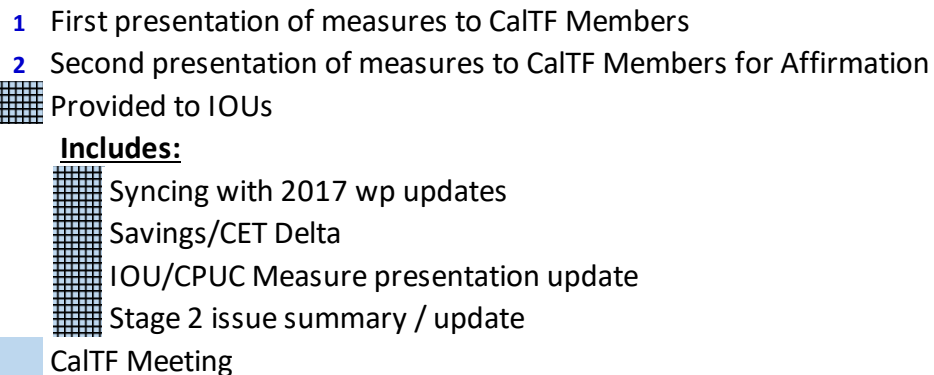 1 First presentation of measures to CalTF Members
2 Second presentation of measures to CalTF Members for Affirmation
Provided to IOUs
Includes:
Syncing with 2017 wp updates
Savings/CET Delta
IOU/CPUC Measure presentation update
Stage 2 issue summary / update
CalTF Meeting